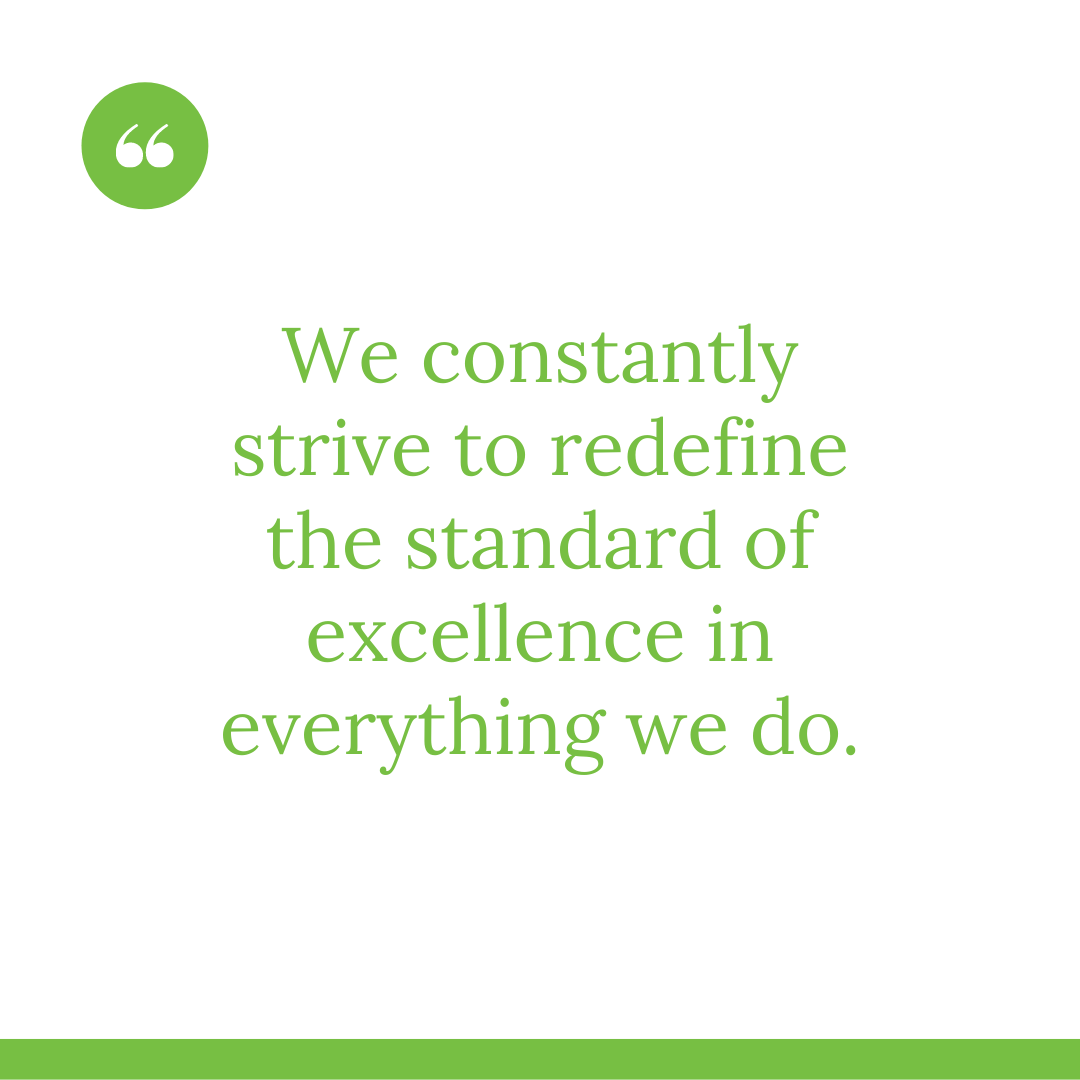 “
We constantly
strive to redefine
the standard of
excellence in
everything we do.